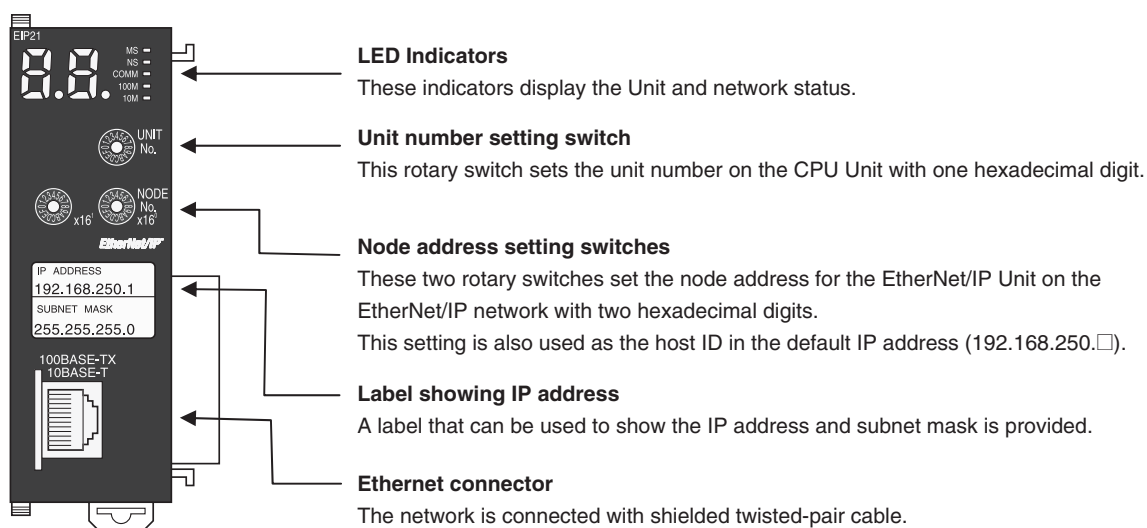 EIP21
8.8.
MS
NS
COMM
100M
10M
UNIT
No.
NODE
No.
x16¹
x16⁰
EtherNet/IP
IP ADDRESS
192.168.250.1
SUBNET MASK
255.255.255.0
100BASE-TX
10BASE-T
LED Indicators
These indicators display the Unit and network status.
Unit number setting switch
This rotary switch sets the unit number on the CPU Unit with one hexadecimal digit.
Node address setting switches
These two rotary switches set the node address for the EtherNet/IP Unit on the
EtherNet/IP network with two hexadecimal digits.
This setting is also used as the host ID in the default IP address (192.168.250.□).
Label showing IP address
A label that can be used to show the IP address and subnet mask is provided.
Ethernet connector
The network is connected with shielded twisted-pair cable.